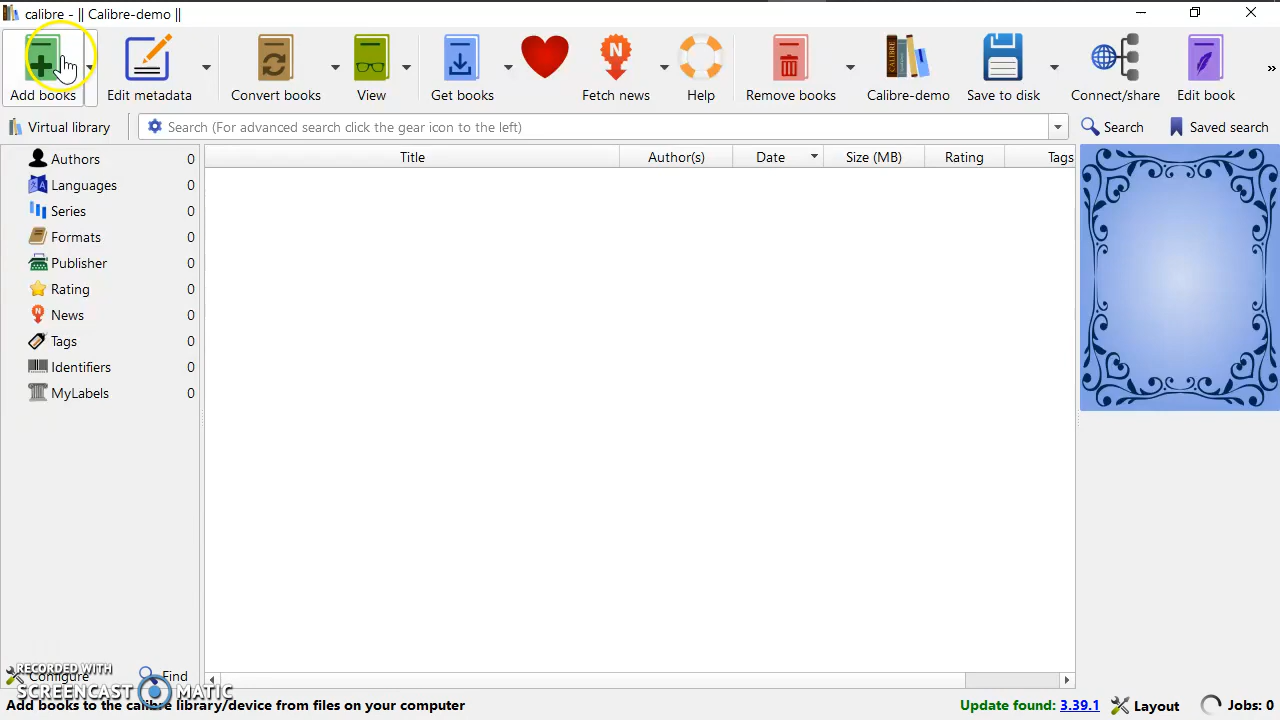 calibre - || Calibre-demo ||
Add books
Edit metadata
Convert books
View
Get books
Fetch news
Help
Remove books
Calibre-demo
Save to disk
Connect/share
Edit book
»
Virtual library
Search (For advanced search click the gear icon to the left)
Search
Saved search
Title
Author(s)
Date
Size (MB)
Rating
Tags
Authors 0
Languages 0
Series 0
Formats 0
Publisher 0
Rating 0
News 0
Tags 0
Identifiers 0
MyLabels 0
RECORDED WITH
Configure
Find
SCREENCAST MATIC
Add books to the calibre library/device from files on your computer
Update found: 3.39.1
Layout
Jobs: 0